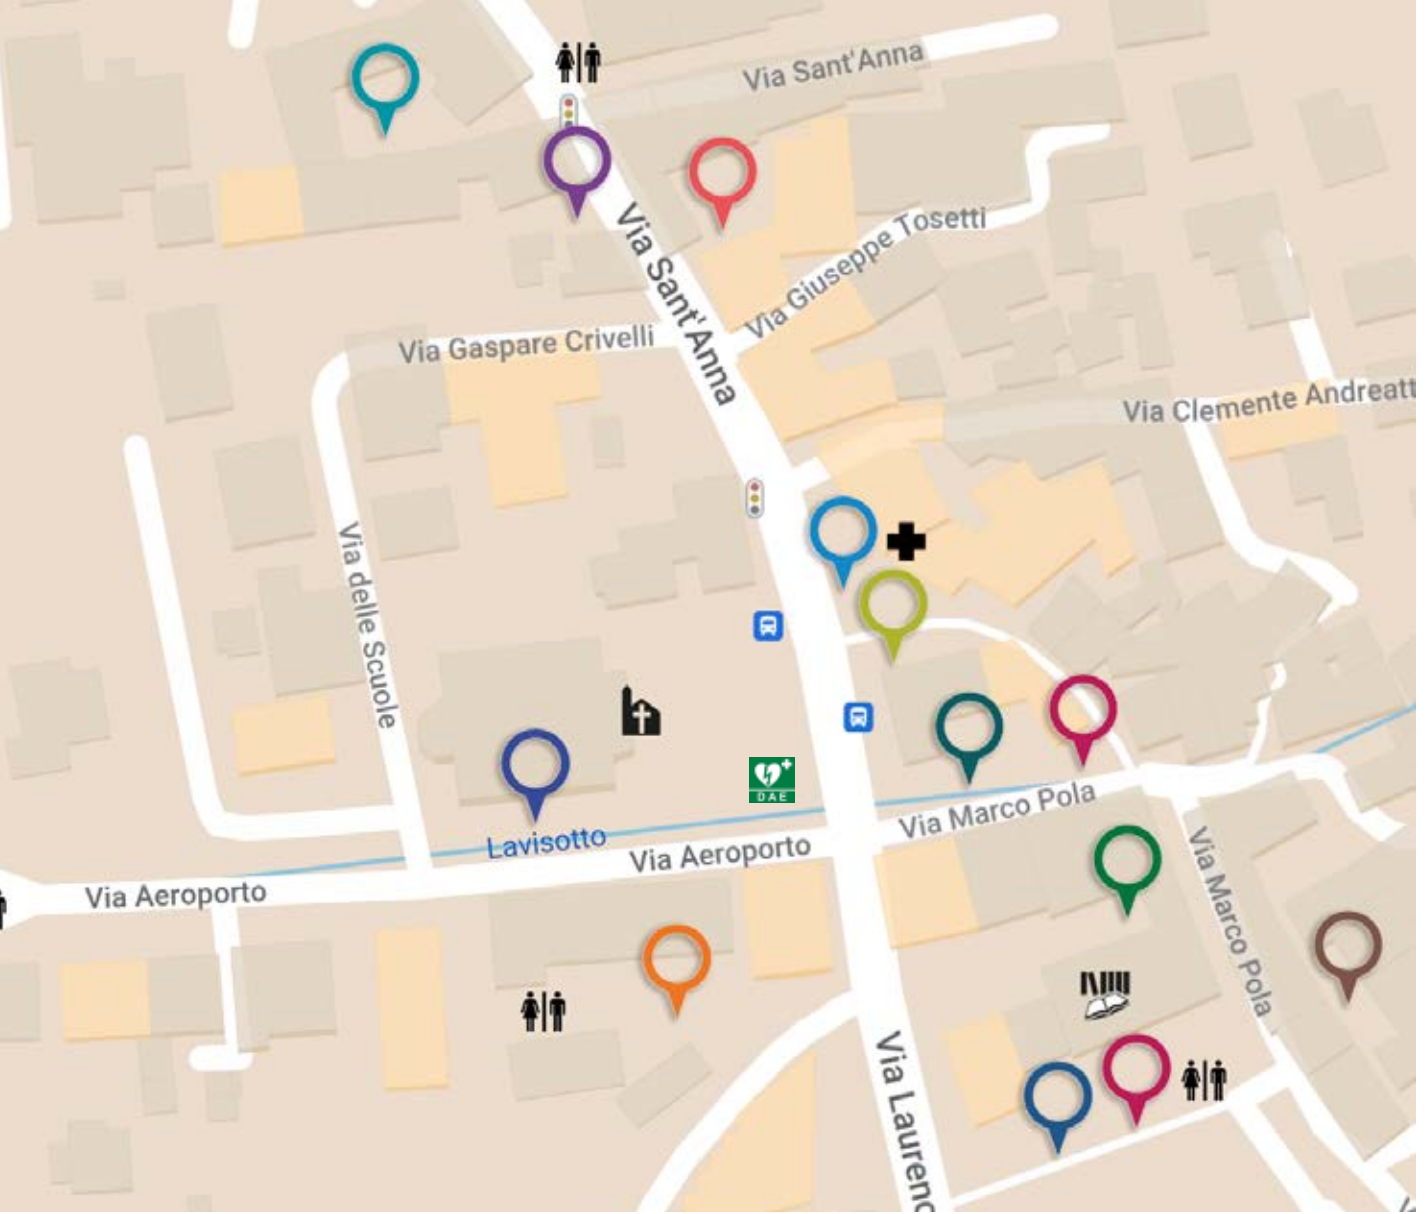 Via Sant'Anna
Via Sant'Anna
Via Giuseppe Tosetti
Via Gaspare Crivelli
Via Clemente Andreatt
Via delle Scuole
DAE
Lavisotto
Via Marco Pola
Via Aeroporto
Via Aeroporto
Via Marco Pola
Via Laurenc